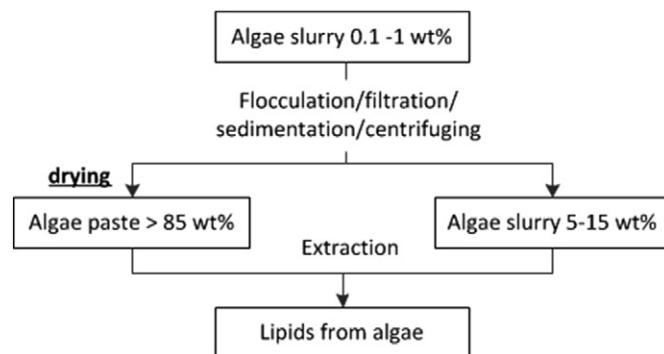 Algae slurry 0.1 -1 wt%
Flocculation/filtration/
sedimentation/centrifuging
drying
Algae paste > 85 wt%
Algae slurry 5-15 wt%
Extraction
Lipids from algae